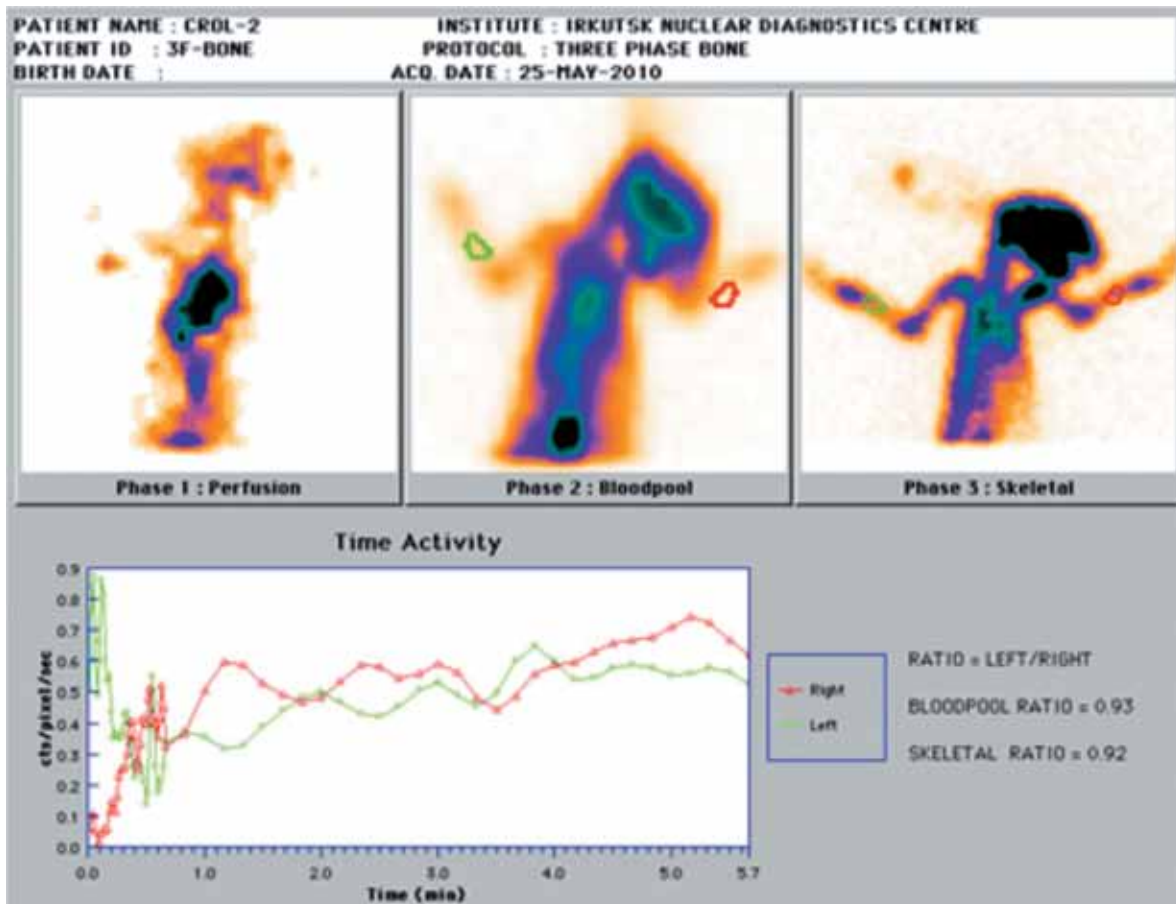 PATIENT NAME : CROL-2 INSTITUTE : IRKUTSK NUCLEAR DIAGNOSTICS CENTRE
PATIENT ID : 3F-BONE PROTOCOL : THREE PHASE BONE
BIRTH DATE : ACQ. DATE : 25-MAY-2010
Phase 1 : Perfusion Phase 2 : Bloodpool Phase 3 : Skeletal
Time Activity
cts/pixel/sec
0.9
0.8
0.7
0.6
0.5
0.4
0.3
0.2
0.1
0.0
0.0 1.0 2.0 3.0 4.0 5.0 5.7
Time (min)
Right
Left
RATIO = LEFT/RIGHT
BLOODPOOL RATIO = 0.93
SKELETAL RATIO = 0.92